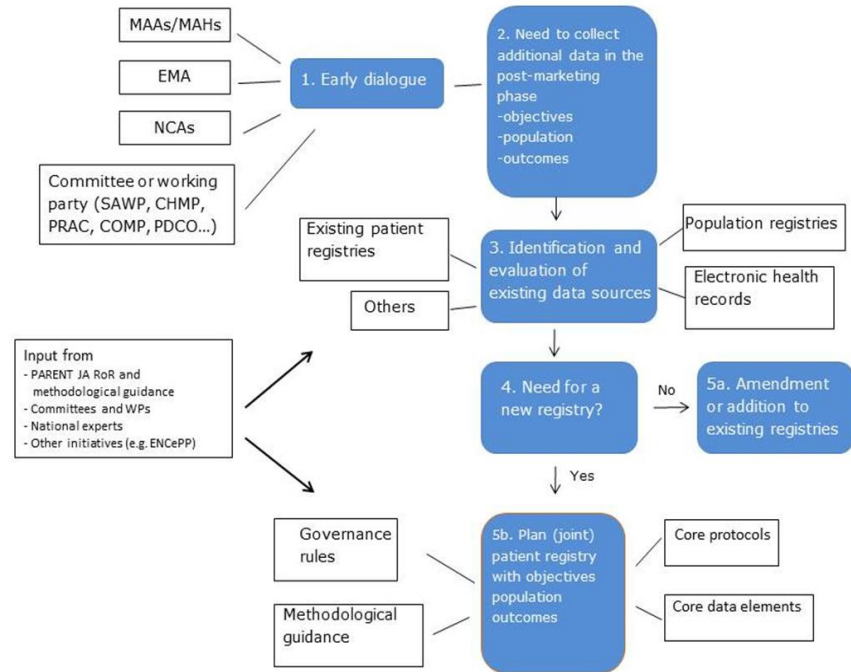 MAAs/MAHs
EMA
NCAs
Committee or working
party (SAWP, CHMP,
PRAC, COMP, PDCO...)
1. Early dialogue
2. Need to collect
additional data in the
post-marketing
phase
-objectives
-population
-outcomes
Existing patient
registries
Others
3. Identification and
evaluation of
existing data sources
Population registries
Electronic health
records
Input from
- PARENT JA RoR and
methodological guidance
- Committees and WPs
- National experts
- Other initiatives (e.g. ENCePP)
4. Need for a
new registry?
No
5a. Amendment
or addition to
existing registries
Yes
Governance
rules
Methodological
guidance
5b. Plan (joint)
patient registry
with objectives
population
outcomes
Core protocols
Core data elements